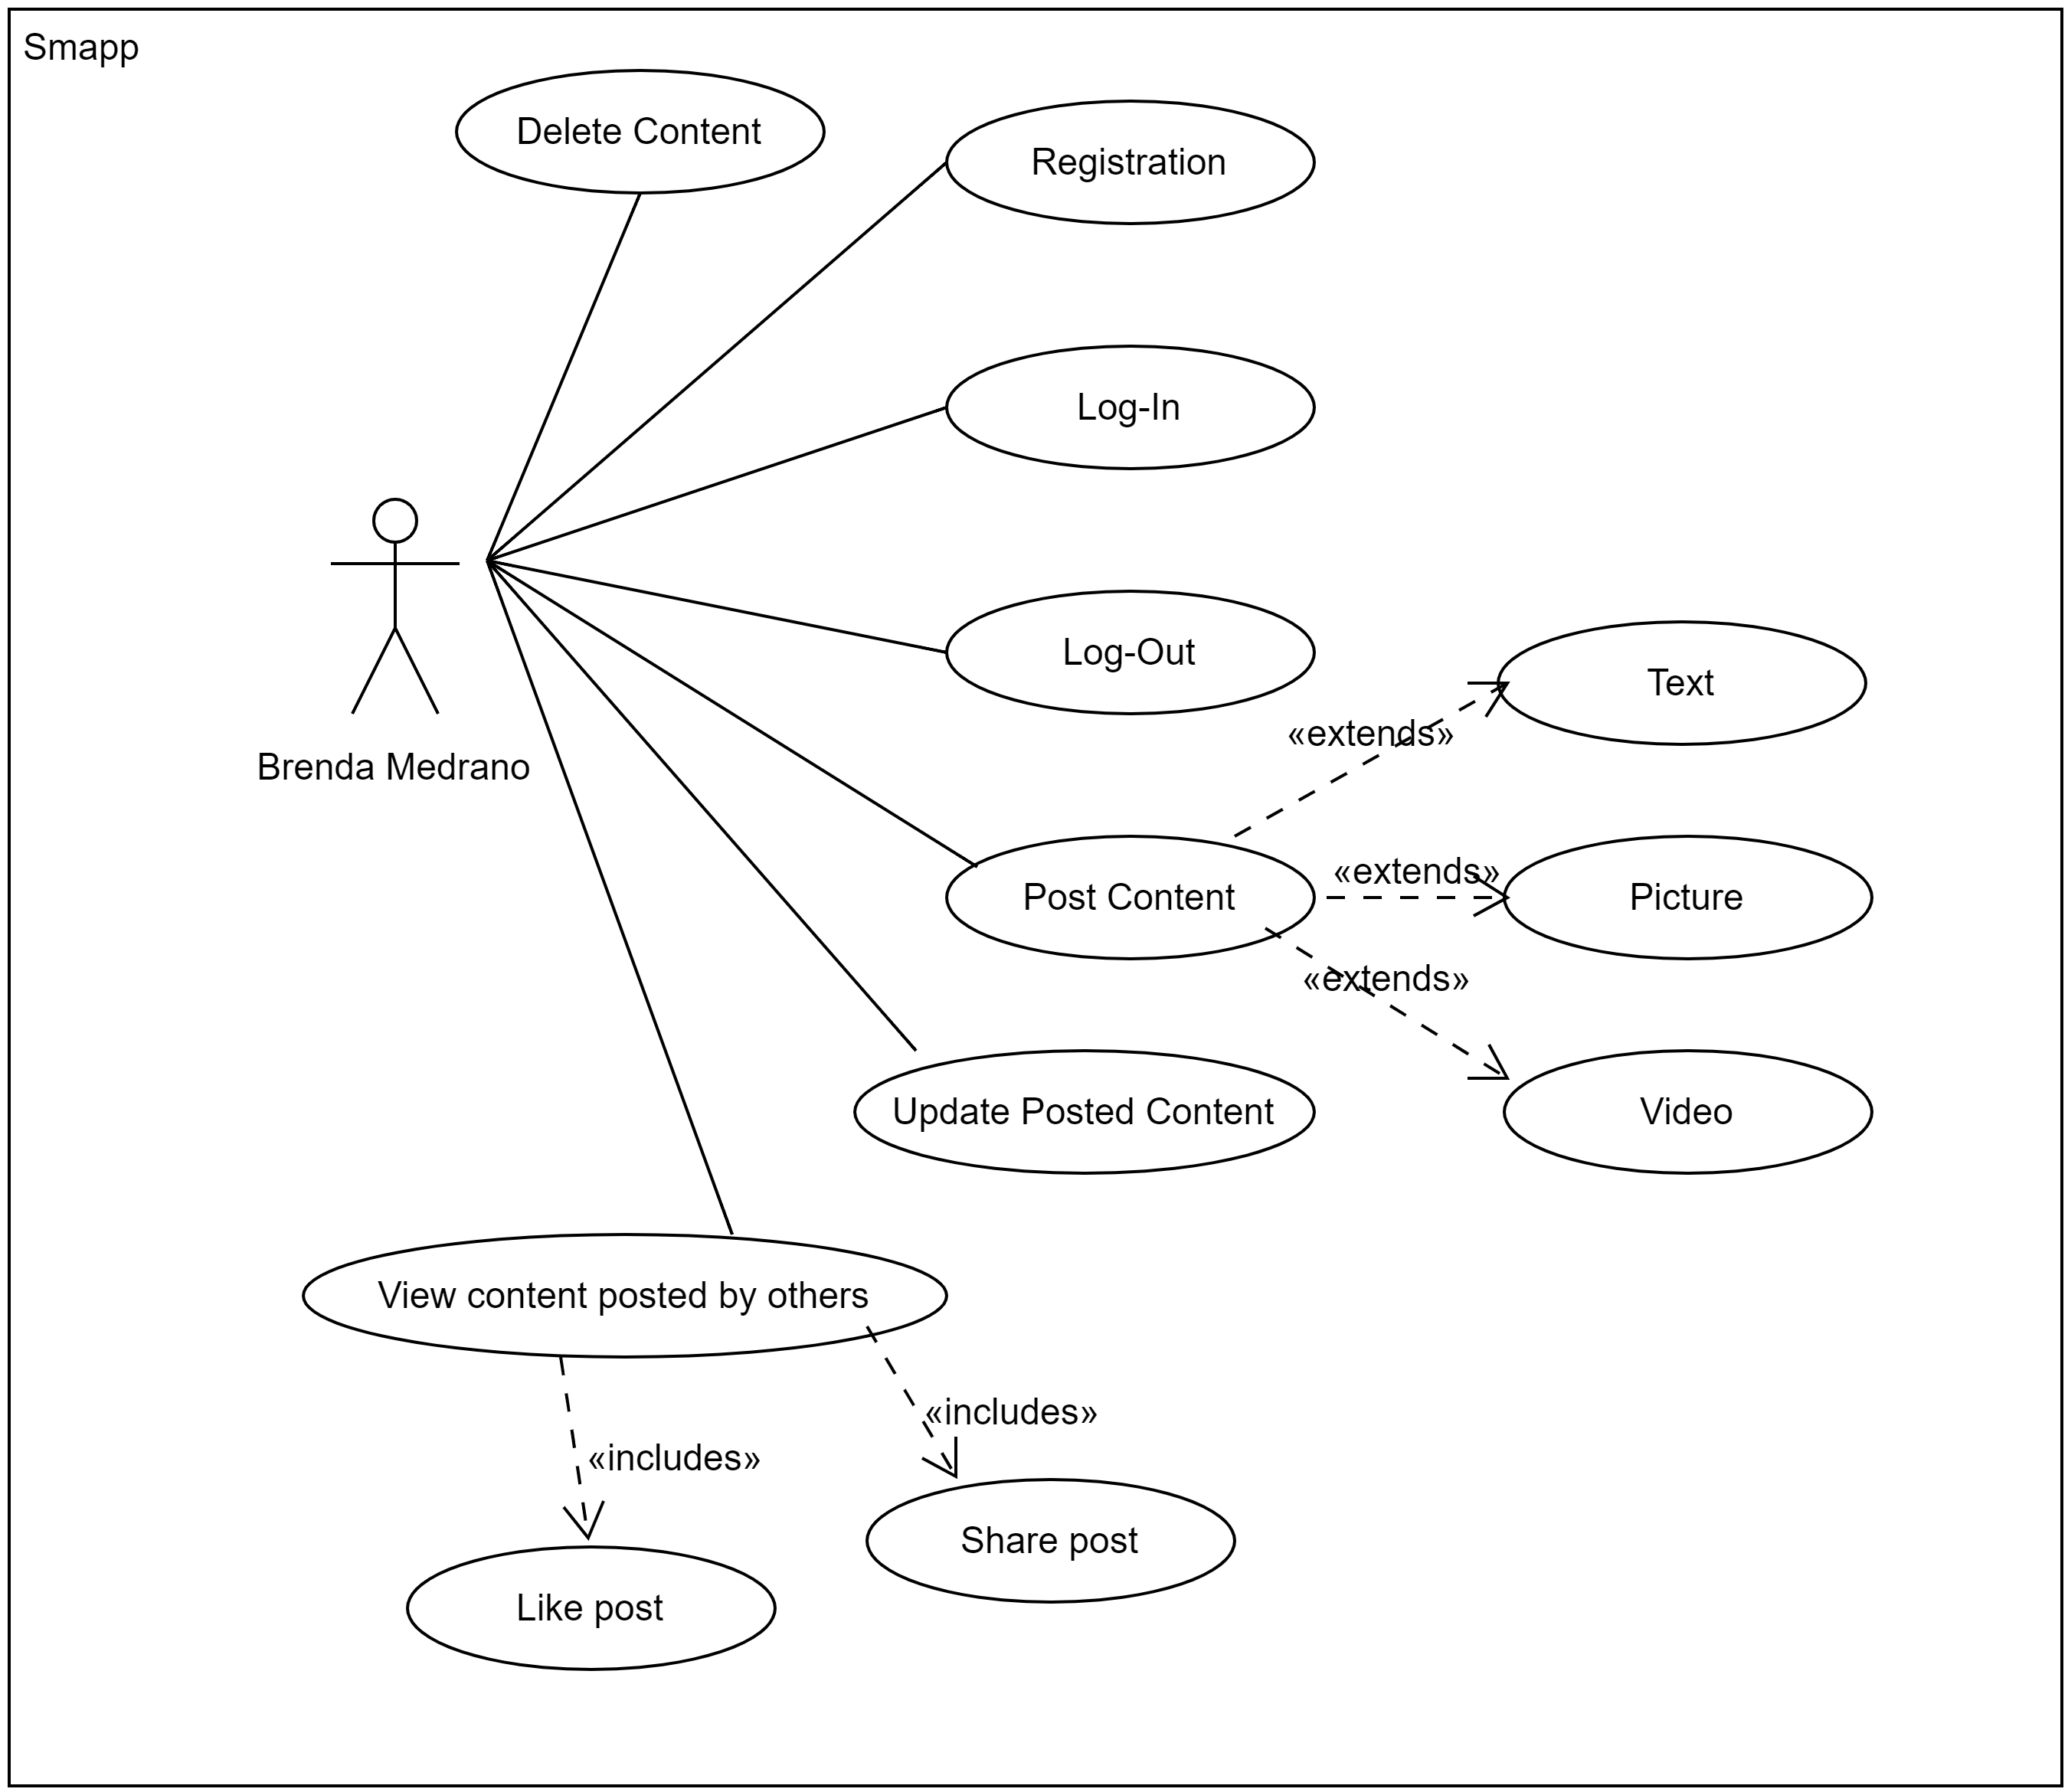 Smapp
Delete Content
Registration
Log-In
Log-Out
Brenda Medrano
Text
«extends»
Post Content
«extends»
Picture
«extends»
Update Posted Content
Video
View content posted by others
«includes»
«includes»
Share post
Like post